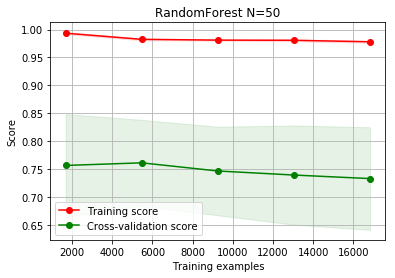 RandomForest N=50
1.00
0.95
0.90
0.85
0.80
0.75
0.70
0.65
Score
Training score
Cross-validation score
2000 4000 6000 8000 10000 12000 14000 16000
Training examples